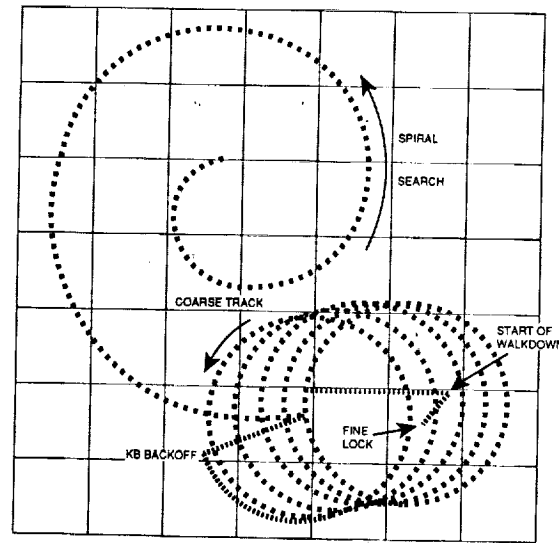 SPIRAL
SEARCH
COARSE TRACK
START OF
WALKDOWN
FINE
LOCK
KB BACKOFF